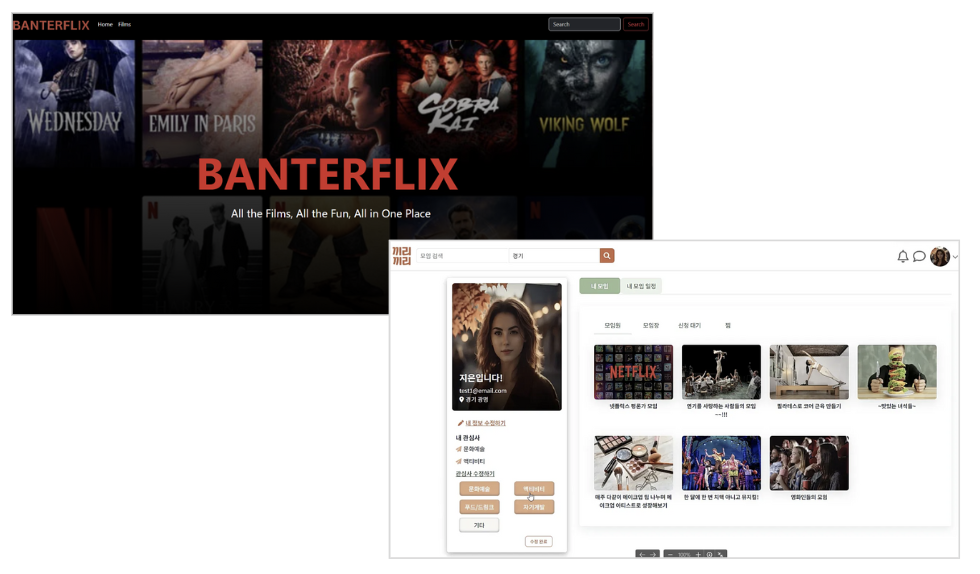 BANTERFLIX Home Films Search Search
WEDNESDAY
EMILY IN PARIS
COBRA
KAI
VIKING WOLF
BANTERFLIX
All the Films, All the Fun, All in One Place
끼리
끼리
모임 검색 경기
지은입니다!
test1@email.com
경기 광명
내 정보 수정하기
내 관심사
문화예술
액티비티
관심사 수정하기
문화예술 액티비티
푸드/드링크 자기계발
기타
수정 완료
내 모임 내 모임 일정
모임원 모임장 신청 대기 찜
NETFLIX
넷플릭스 평론가 모임
연기를 사랑하는 사람들의 모임
~~!!!
필라테스로 코어 근육 만들기
~맛있는 녀석들~
매주 다같이 메이크업 팁 나누며 메
이크업 아티스트로 성장해보기
한 달에 한 번 치맥 아니고 뮤지컬!
영화인들의 모임
100%